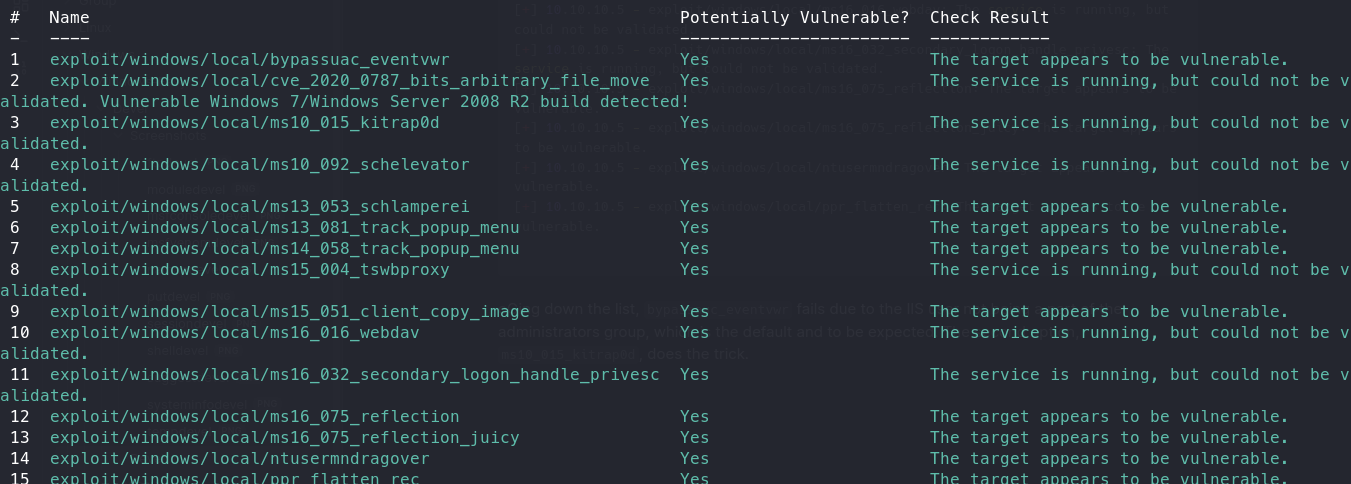 #   Name   Potentially Vulnerable?  Check Result
–   ––––   –––––––––––––––––––––––  ––––––––––––
1   exploit/windows/local/bypassuac_eventvwr   Yes   The target appears to be vulnerable.
2   exploit/windows/local/cve_2020_0787_bits_arbitrary_file_move   Yes   The service is running, but could not be v
alidated. Vulnerable Windows 7/Windows Server 2008 R2 build detected!
3   exploit/windows/local/ms10_015_kitrap0d   Yes   The service is running, but could not be v
alidated.
4   exploit/windows/local/ms10_092_schelevator   Yes   The service is running, but could not be v
alidated.
5   exploit/windows/local/ms13_053_schlamperei   Yes   The target appears to be vulnerable.
6   exploit/windows/local/ms13_081_track_popup_menu   Yes   The target appears to be vulnerable.
7   exploit/windows/local/ms14_058_track_popup_menu   Yes   The target appears to be vulnerable.
8   exploit/windows/local/ms15_004_tswbproxy   Yes   The service is running, but could not be v
alidated.
9   exploit/windows/local/ms15_051_client_copy_image   Yes   The target appears to be vulnerable.
10  exploit/windows/local/ms16_016_webdav   Yes   The service is running, but could not be v
alidated.
11  exploit/windows/local/ms16_032_secondary_logon_handle_privesc  Yes   The service is running, but could not be v
alidated.
12  exploit/windows/local/ms16_075_reflection   Yes   The target appears to be vulnerable.
13  exploit/windows/local/ms16_075_reflection_juicy   Yes   The target appears to be vulnerable.
14  exploit/windows/local/ntusermndragover   Yes   The target appears to be vulnerable.
15  exploit/windows/local/ppr_flatten_rec   Yes   The target appears to be vulnerable.